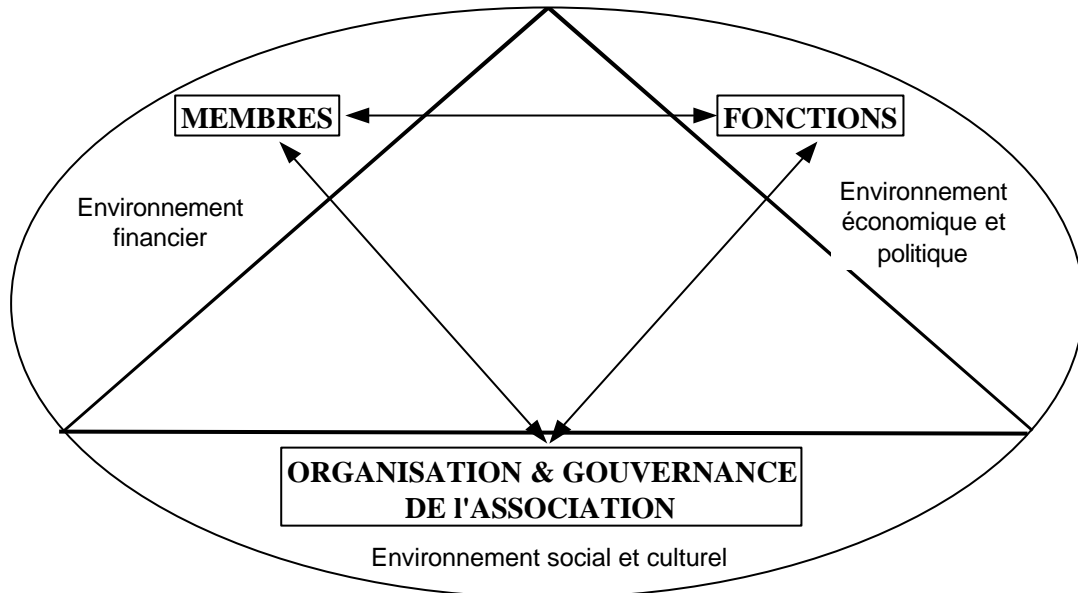 MEMBRES
FONCTIONS
Environnement
financier
Environnement
économique et
politique
ORGANISATION & GOUVERNANCE
DE l'ASSOCIATION
Environnement social et culturel